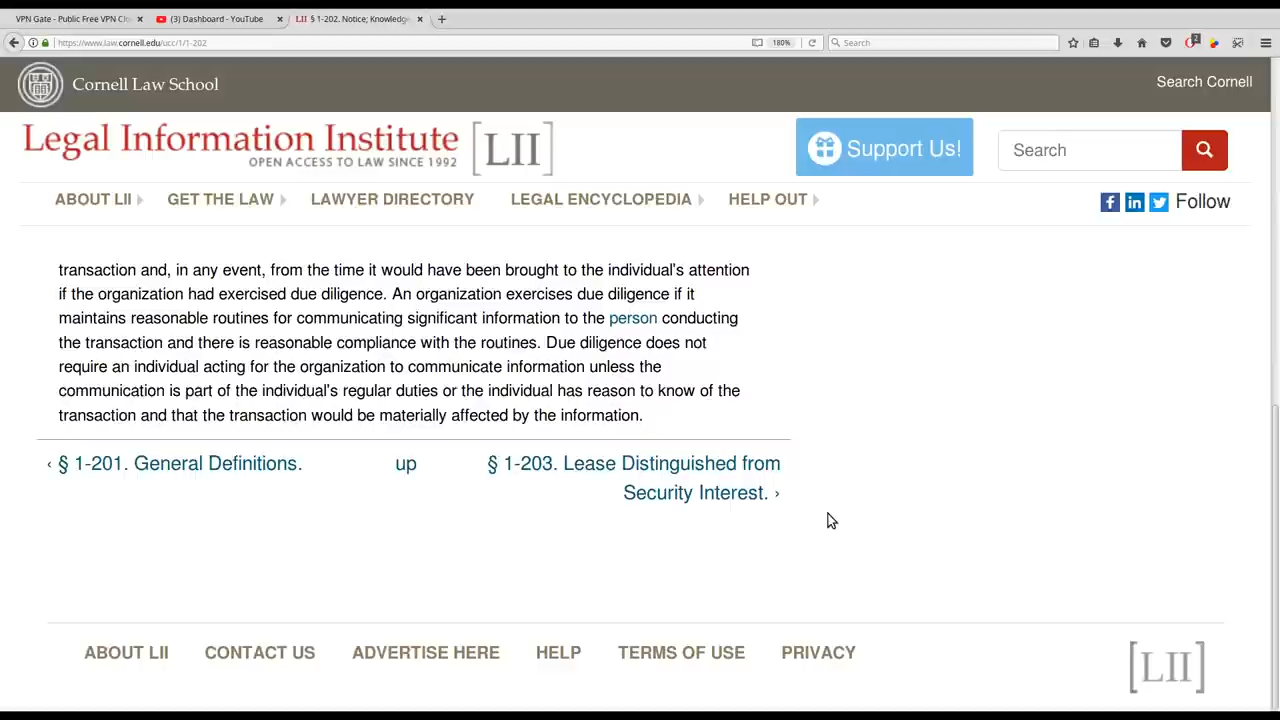 VPN Gate - Public Free VPN Clo
(3) Dashboard - YouTube
LII § 1-202. Notice; Knowledge
https://www.law.cornell.edu/ucc/1/1-202
180%
Search
2
Cornell Law School
Search Cornell
Legal Information Institute [LII]
OPEN ACCESS TO LAW SINCE 1992
Support Us!
Search
ABOUT LII GET THE LAW LAWYER DIRECTORY LEGAL ENCYCLOPEDIA HELP OUT
f in Follow
transaction and, in any event, from the time it would have been brought to the individual's attention
if the organization had exercised due diligence. An organization exercises due diligence if it
maintains reasonable routines for communicating significant information to the person conducting
the transaction and there is reasonable compliance with the routines. Due diligence does not
require an individual acting for the organization to communicate information unless the
communication is part of the individual's regular duties or the individual has reason to know of the
transaction and that the transaction would be materially affected by the information.
‹ § 1-201. General Definitions.
up
§ 1-203. Lease Distinguished from
Security Interest. ›
ABOUT LII CONTACT US ADVERTISE HERE HELP TERMS OF USE PRIVACY
[LII]